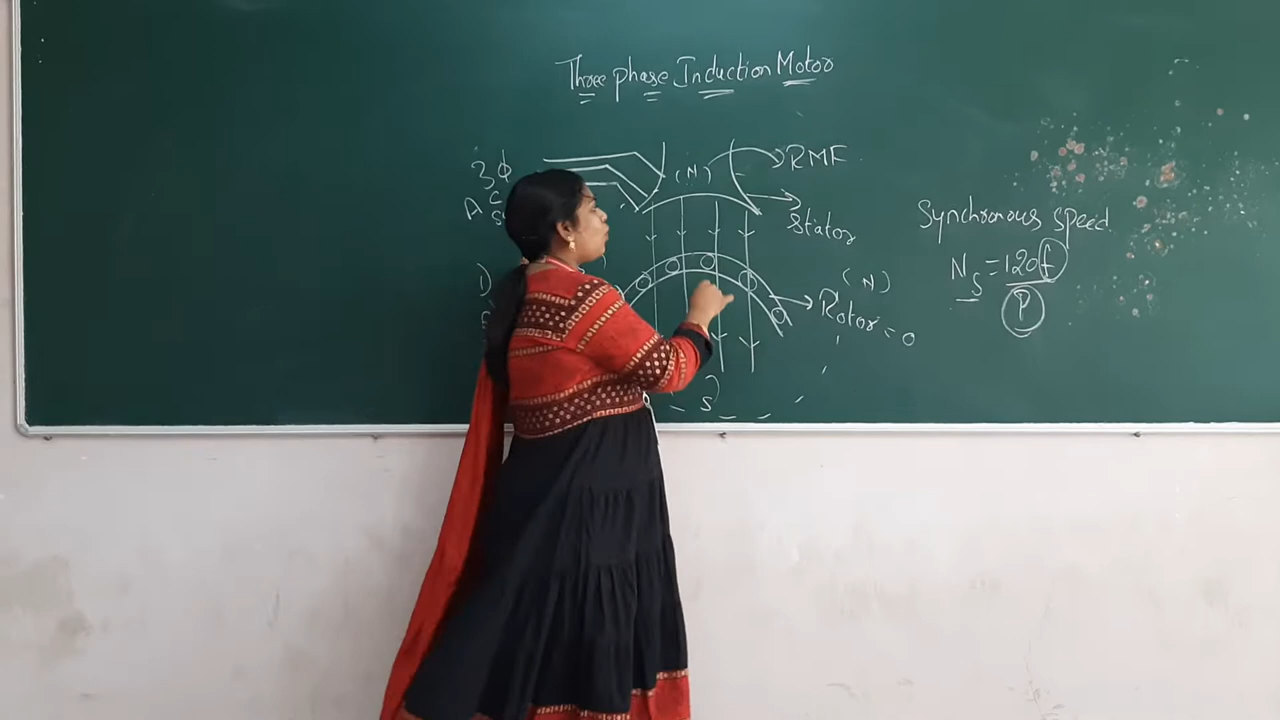 Three phase Induction Motor
3Φ
(N)
RMF
A
Stator
Synchronous speed
Ns = 120f
P
(N)
Rotor = 0
S